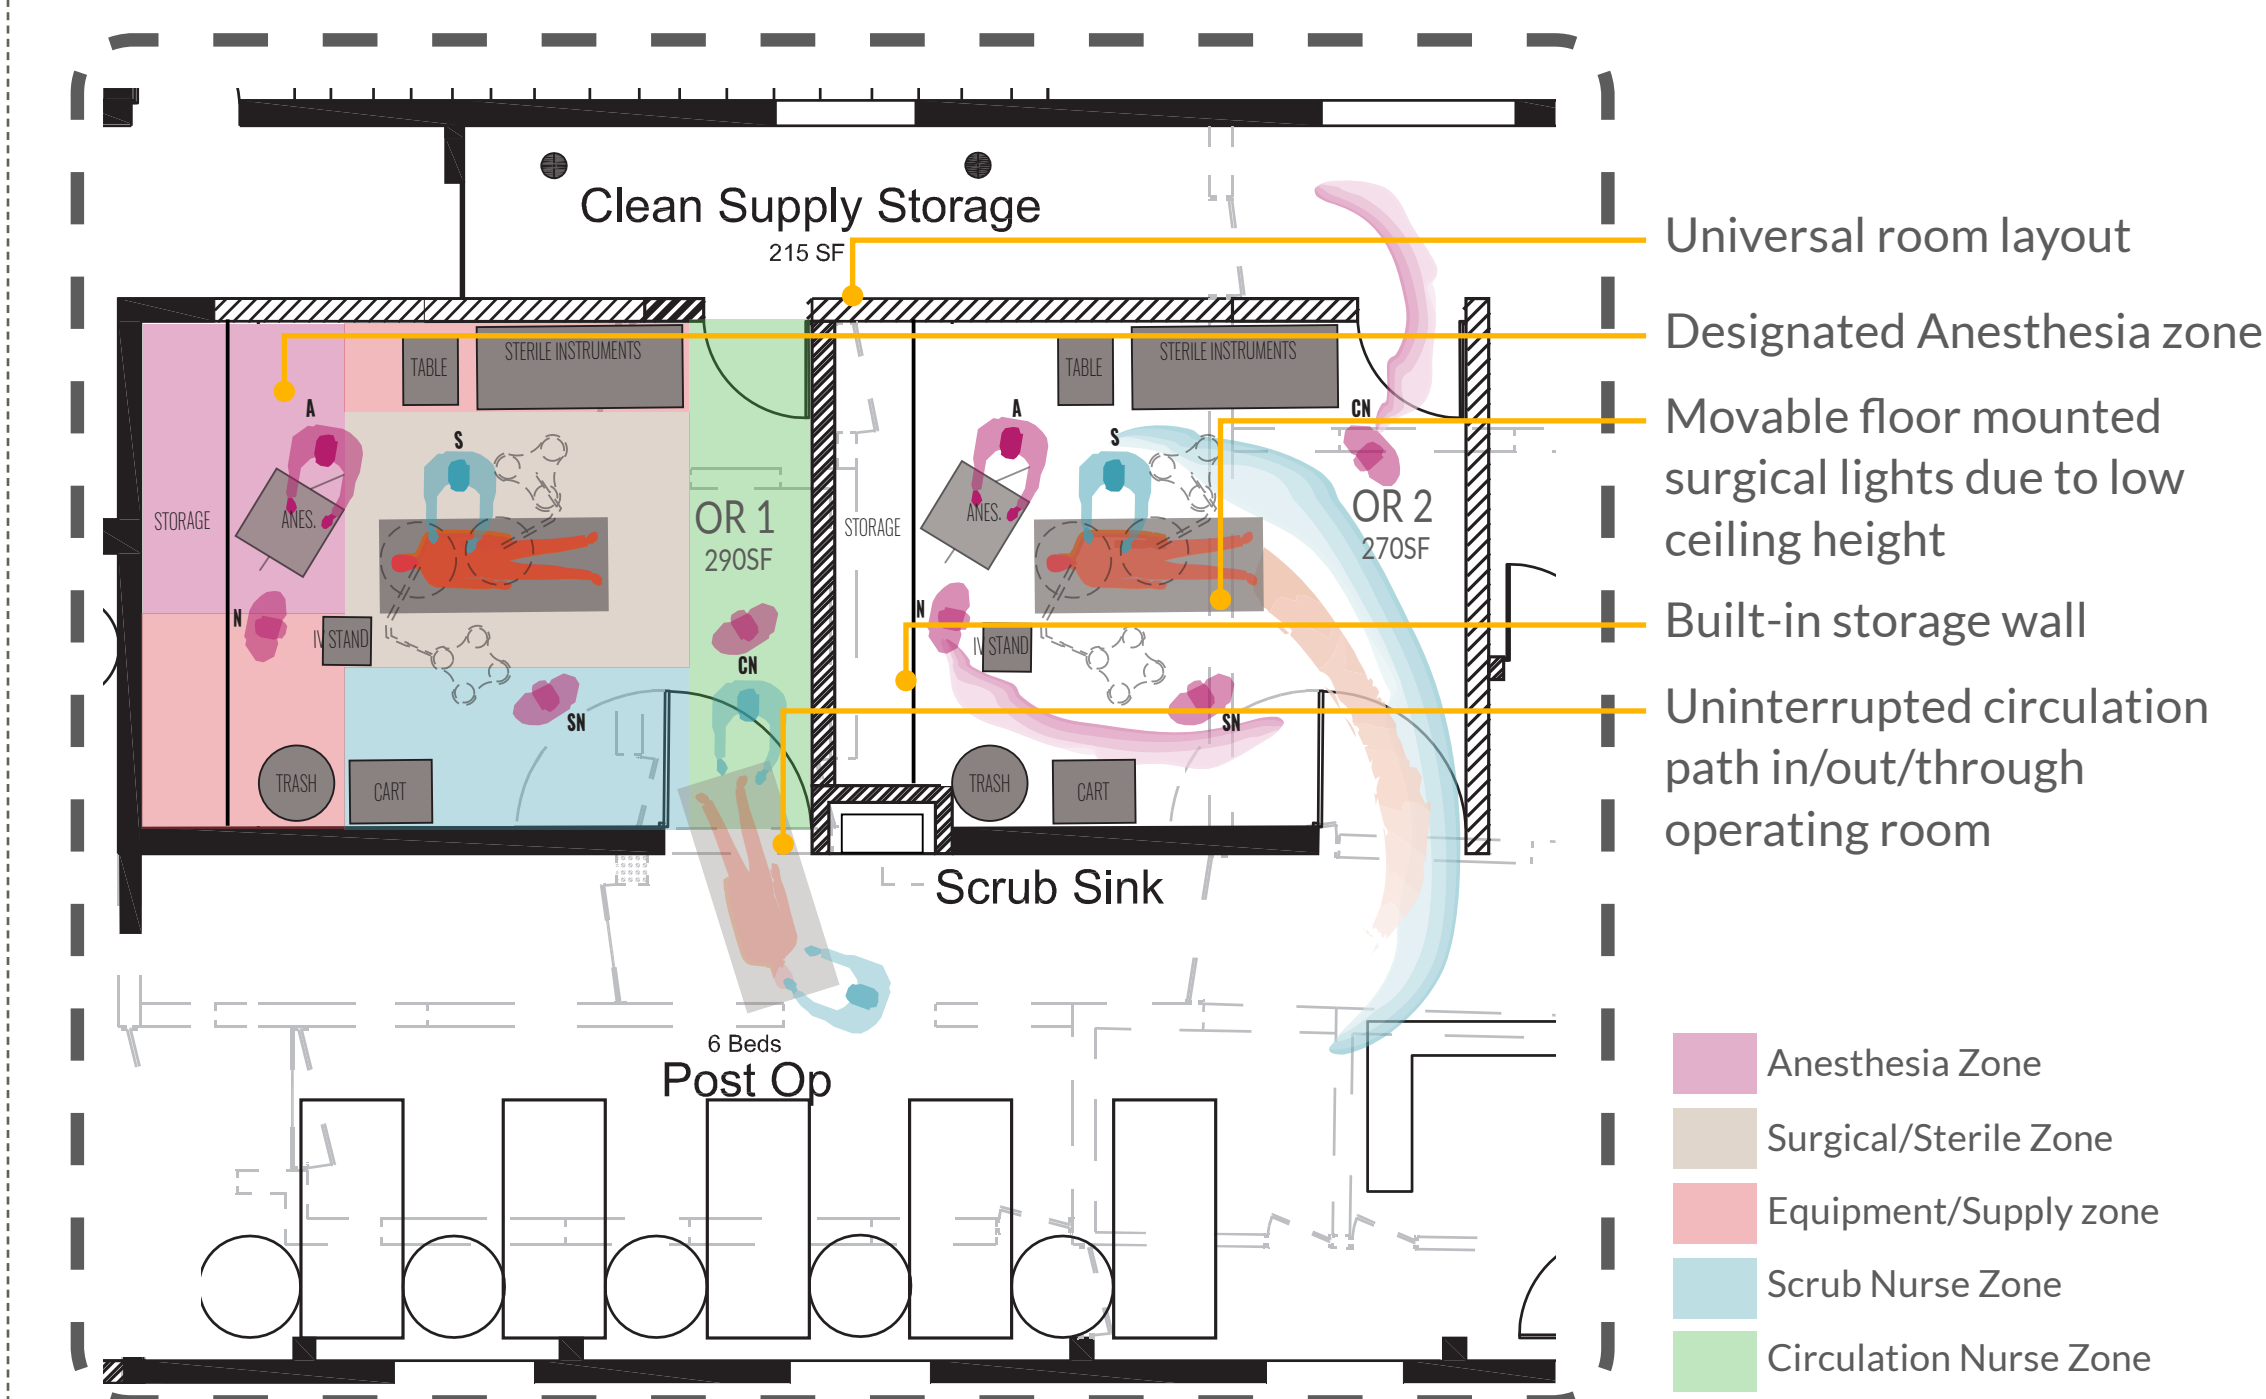 Clean Supply Storage
215 SF
Universal room layout
Designated Anesthesia zone
Movable floor mounted
surgical lights due to low
ceiling height
Built-in storage wall
Uninterrupted circulation
path in/out/through
operating room
TABLE
STERILE INSTRUMENTS
A
S
STORAGE
ANES.
OR 1
290SF
N
IV STAND
CN
SN
TRASH
CART
TABLE
STERILE INSTRUMENTS
A
S
CN
STORAGE
ANES.
OR 2
270SF
N
IV STAND
SN
TRASH
CART
Scrub Sink
6 Beds
Post Op
Anesthesia Zone
Surgical/Sterile Zone
Equipment/Supply zone
Scrub Nurse Zone
Circulation Nurse Zone